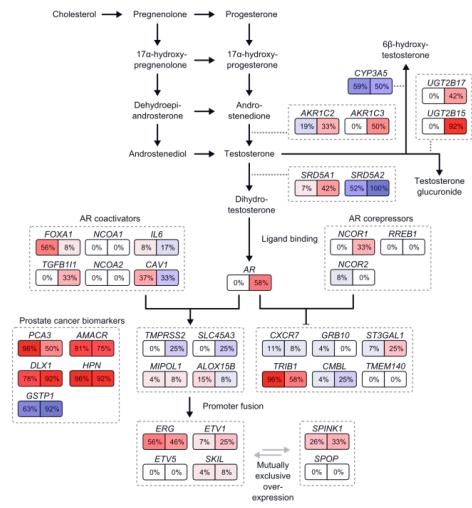 Cholesterol Pregnenolone Progesterone
17α-hydroxy-
pregnenolone
17α-hydroxy-
progesterone
6β-hydroxy-
testosterone
CYP3A5
59% 50%
UGT2B17
0% 42%
UGT2B15
0% 92%
Dehydroepi-
androsterone
Andro-
stenedione
AKR1C2 AKR1C3
19% 33% 0% 50%
Androstenediol Testosterone
SRD5A1 SRD5A2
7% 42% 52% 100%
Testosterone
glucuronide
Dihydro-
testosterone
AR coactivators
FOXA1 NCOA1 IL6
56% 8% 0% 0% 8% 17%
TGFB1I1 NCOA2 CAV1
0% 33% 0% 0% 37% 33%
Ligand binding
AR
0% 58%
AR corepressors
NCOR1 RREB1
0% 33% 0% 0%
NCOR2
8% 0%
Prostate cancer biomarkers
PCA3 AMACR
96% 50% 81% 75%
DLX1 HPN
78% 92% 96% 92%
GSTP1
63% 92%
TMPRSS2 SLC45A3
0% 25% 0% 25%
MIPOL1 ALOX15B
4% 8% 15% 8%
CXCR7 GRB10 ST3GAL1
11% 8% 4% 0% 7% 25%
TRIB1 CMBL TMEM140
96% 58% 4% 25% 0% 0%
Promoter fusion
ERG ETV1
56% 46% 7% 25%
ETV5 SKIL
0% 0% 4% 8%
Mutually
exclusive
over-
expression
SPINK1
26% 33%
SPOP
0% 0%